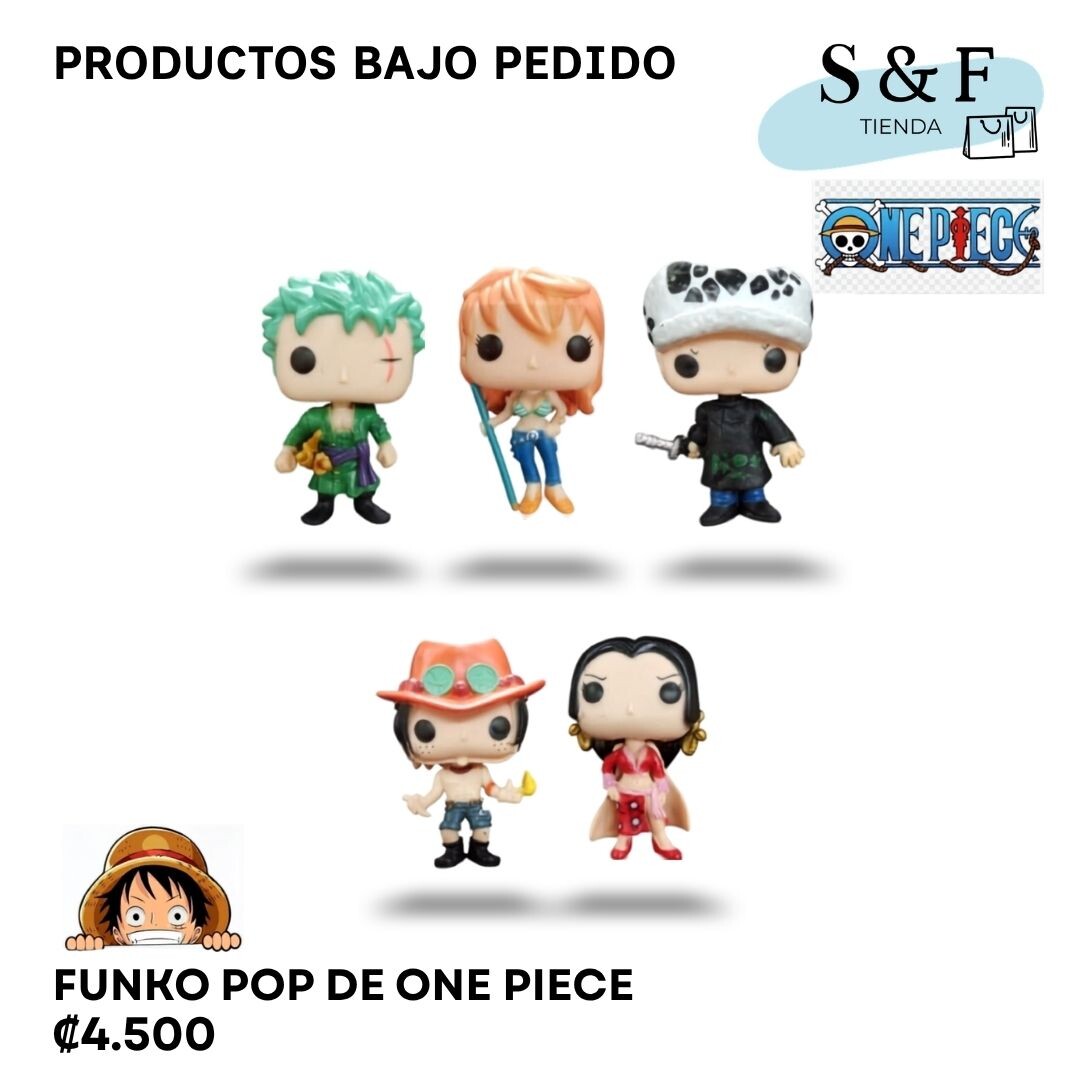 PRODUCTOS BAJO PEDIDO
S & F
TIENDA
ONE PIECE
FUNKO POP DE ONE PIECE
₡4.500